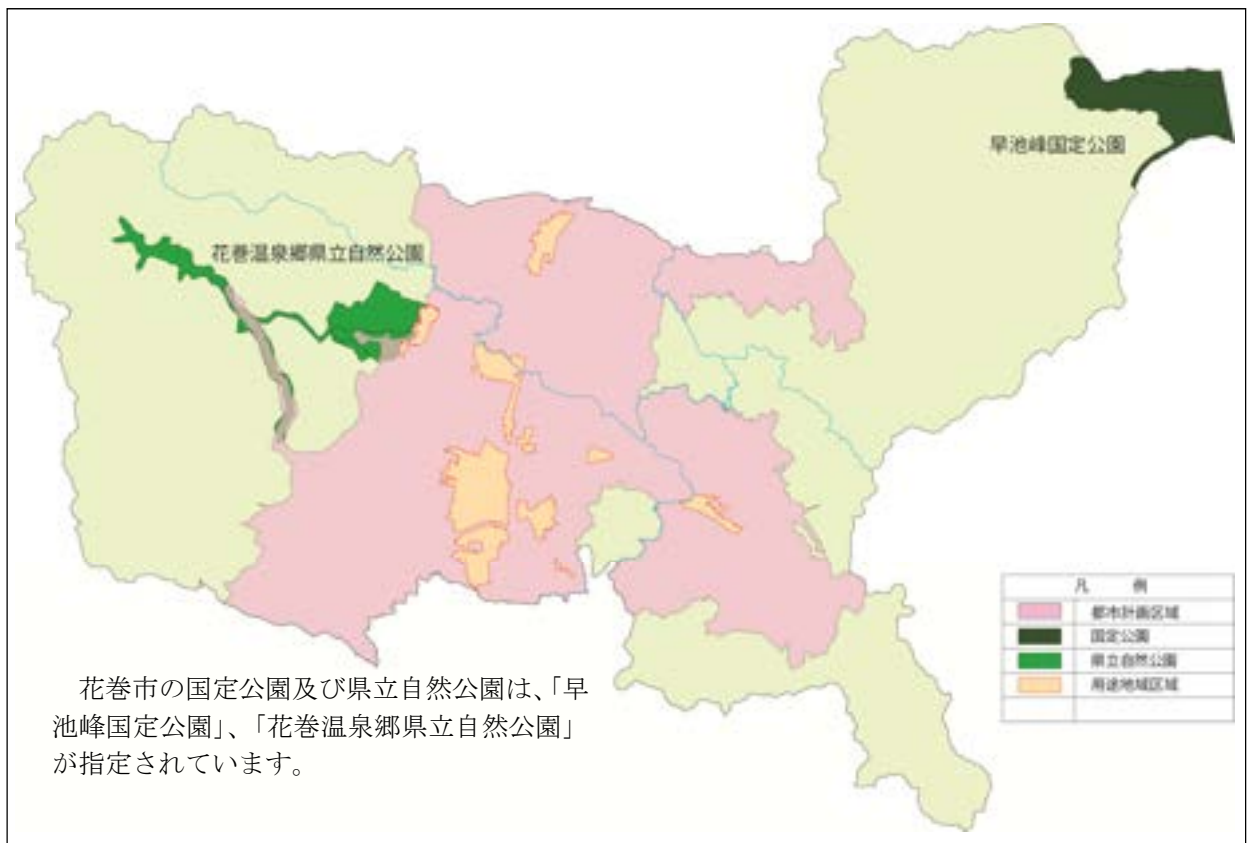 早池峰国定公園
花巻温泉郷県立自然公園
凡　例
都市計画区域
国定公園
県立自然公園
用途地域区域
花巻市の国定公園及び県立自然公園は、「早
池峰国定公園」、「花巻温泉郷県立自然公園」
が指定されています。